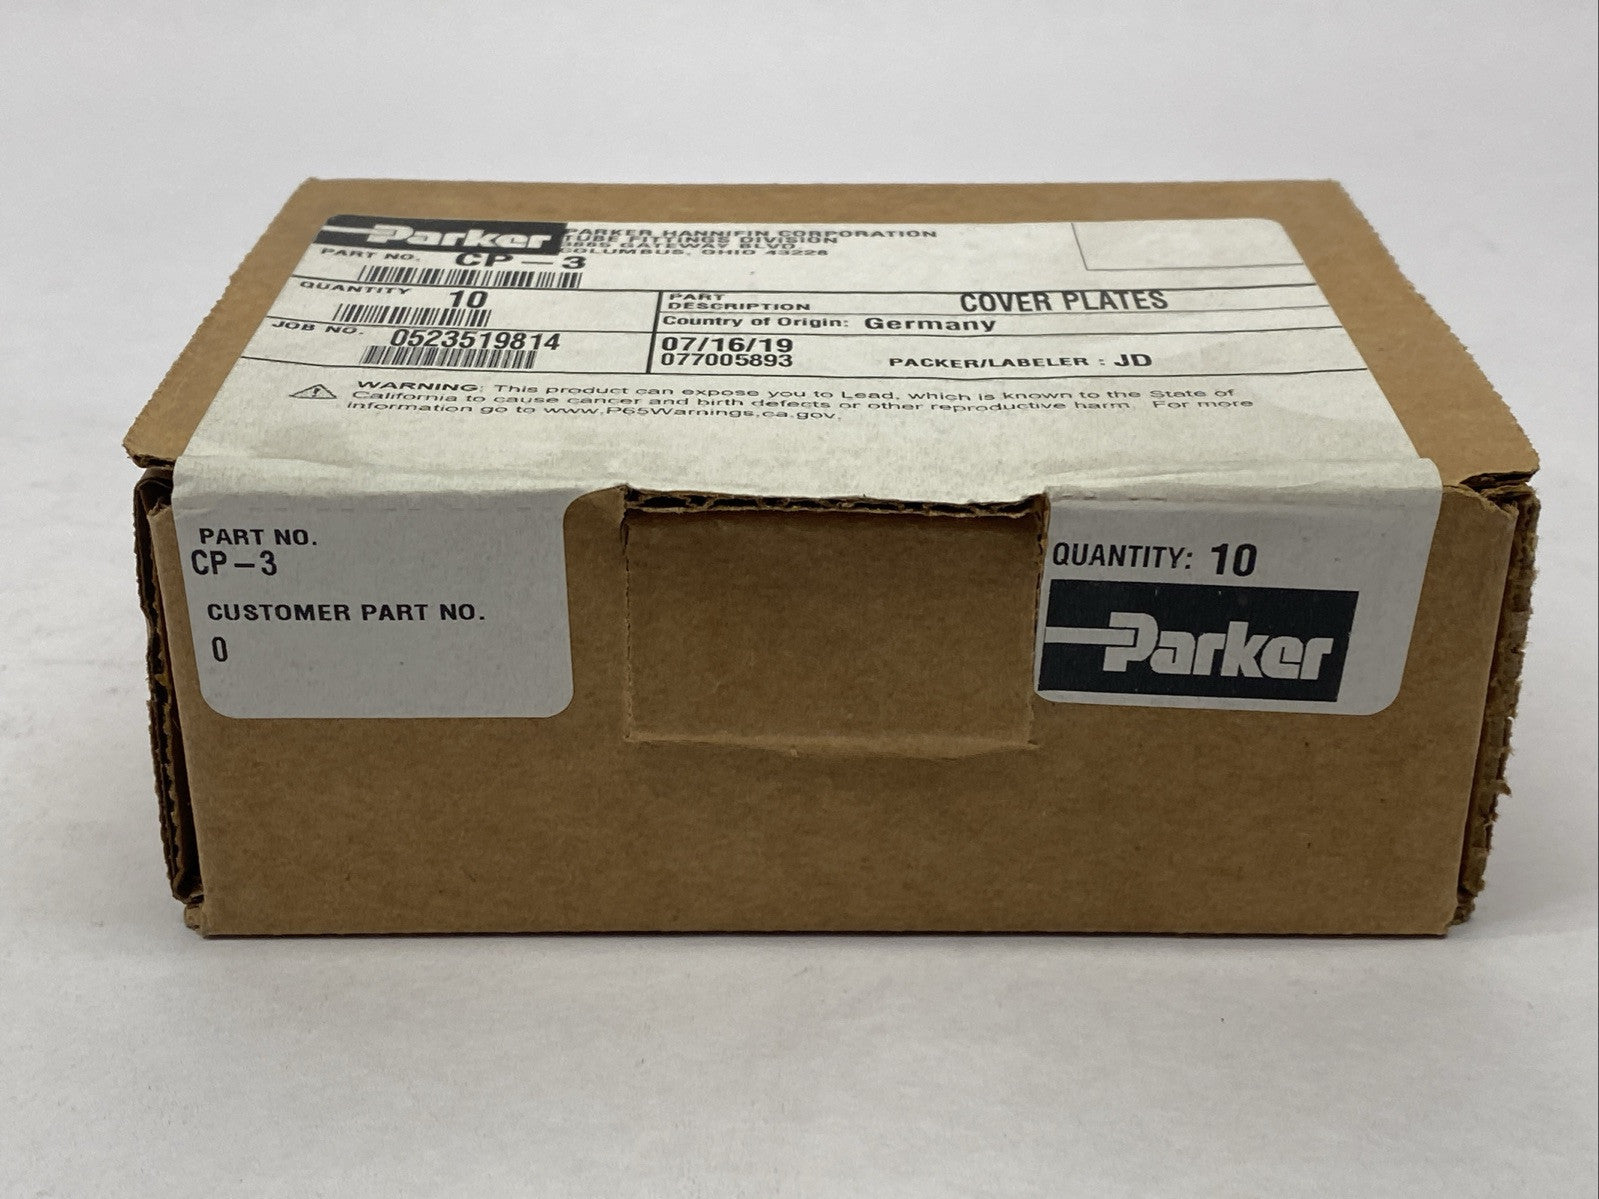 Parker
PARKER HANNIFIN CORPORATION
TUBE FITTINGS DIVISION
3885 GATEWAY BLVD.
COLUMBUS, OHIO 43228
PART NO. CP-3
QUANTITY 10
PART DESCRIPTION COVER PLATES
Country of Origin: Germany
JOB NO. 0523519814
07/16/19
077005893 PACKER/LABELER : JD
WARNING: This product can expose you to Lead, which is known to the State of
California to cause cancer and birth defects or other reproductive harm. For more
information go to www.P65Warnings.ca.gov.
PART NO.
CP-3
CUSTOMER PART NO.
0
QUANTITY: 10
Parker